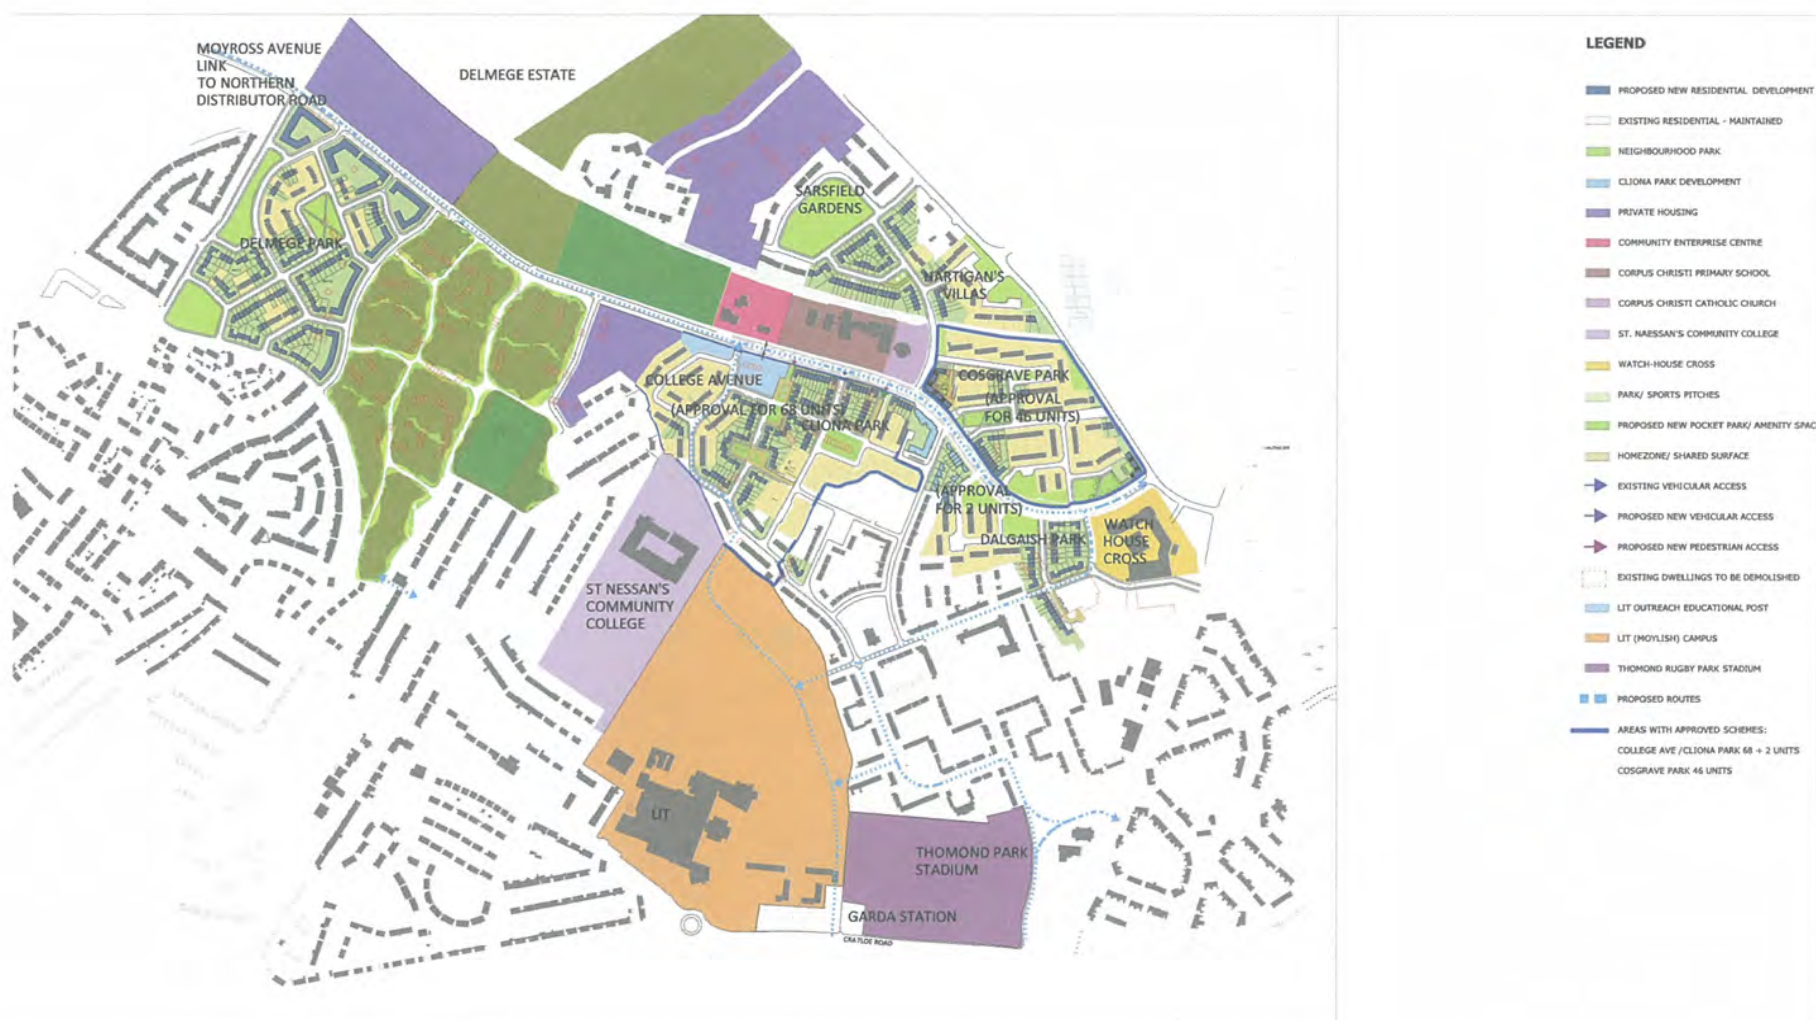 MOYROSS AVENUE
LINK
TO NORTHERN
DISTRIBUTOR ROAD
DELMEGE ESTATE
SARSFIELD
GARDENS
DELMEGE PARK
HARTIGAN'S
VILLAS
COLLEGE AVENUE
(APPROVAL FOR 68 UNITS)
CLIONA PARK
COSGRAVE PARK
(APPROVAL
FOR 46 UNITS)
(APPROVAL
FOR 2 UNITS)
DALGAISH PARK
WATCH
HOUSE
CROSS
ST NESSAN'S
COMMUNITY
COLLEGE
LIT
THOMOND PARK
STADIUM
GARDA STATION
CRATLOE ROAD
LEGEND
PROPOSED NEW RESIDENTIAL DEVELOPMENT
EXISTING RESIDENTIAL - MAINTAINED
NEIGHBOURHOOD PARK
CLIONA PARK DEVELOPMENT
PRIVATE HOUSING
COMMUNITY ENTERPRISE CENTRE
CORPUS CHRISTI PRIMARY SCHOOL
CORPUS CHRISTI CATHOLIC CHURCH
ST. NAESSAN'S COMMUNITY COLLEGE
WATCH-HOUSE CROSS
PARK/ SPORTS PITCHES
PROPOSED NEW POCKET PARK/ AMENITY SPAC
HOMEZONE/ SHARED SURFACE
EXISTING VEHICULAR ACCESS
PROPOSED NEW VEHICULAR ACCESS
PROPOSED NEW PEDESTRIAN ACCESS
EXISTING DWELLINGS TO BE DEMOLISHED
LIT OUTREACH EDUCATIONAL POST
LIT (MOYLISH) CAMPUS
THOMOND RUGBY PARK STADIUM
PROPOSED ROUTES
AREAS WITH APPROVED SCHEMES:
COLLEGE AVE /CLIONA PARK 68 + 2 UNITS
COSGRAVE PARK 46 UNITS